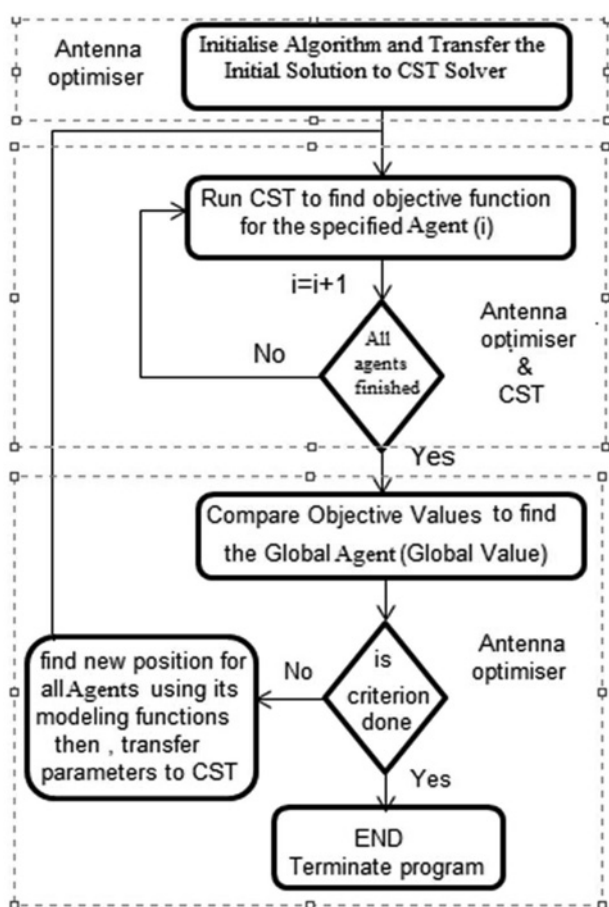 Antenna
optimiser
Initialise Algorithm and Transfer the
Initial Solution to CST Solver
Run CST to find objective function
for the specified Agent (i)
i=i+1
All
agents
finished
No
Antenna
optimiser
&
CST
Yes
Compare Objective Values to find
the Global Agent (Global Value)
is
criterion
done
No
Antenna
optimiser
find new position for
all Agents using its
modeling functions
then , transfer
parameters to CST
Yes
END
Terminate program